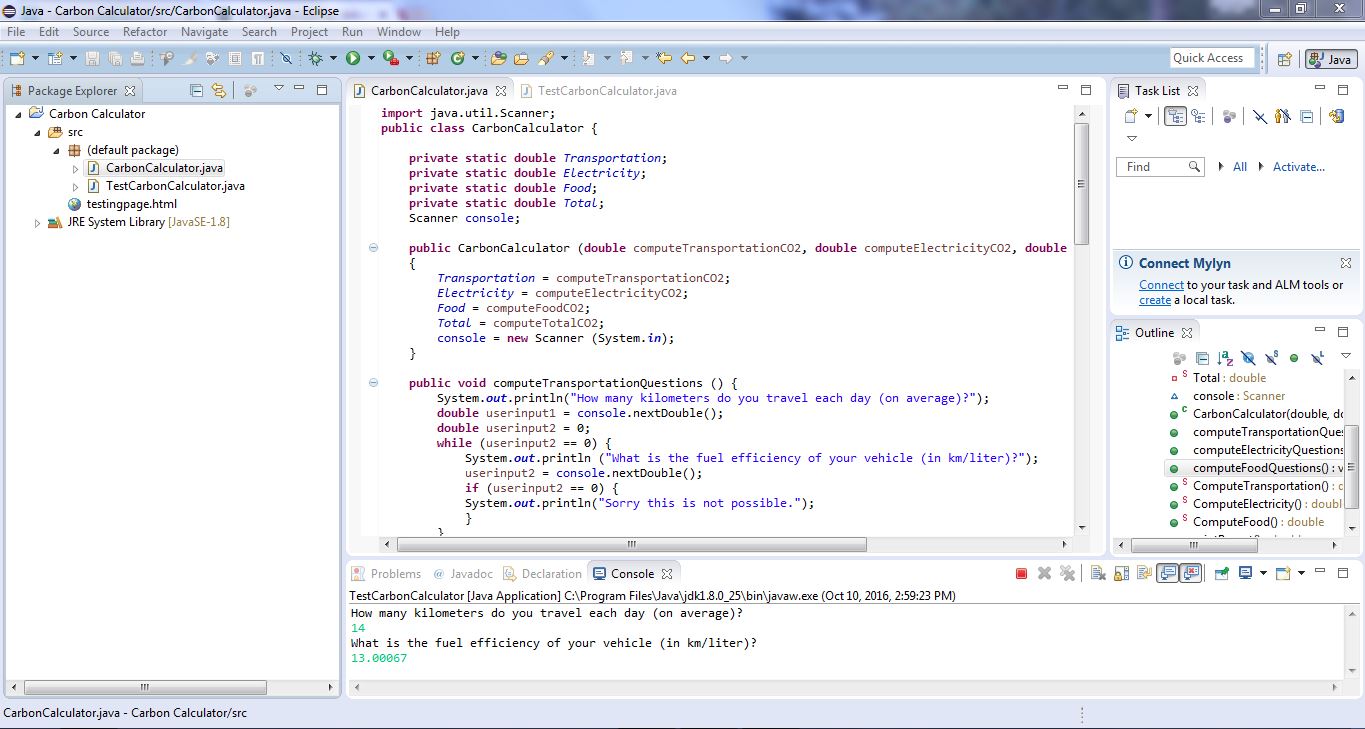 Java - Carbon Calculator/src/CarbonCalculator.java - Eclipse
File Edit Source Refactor Navigate Search Project Run Window Help
Quick Access
Java
Package Explorer
Carbon Calculator
src
(default package)
CarbonCalculator.java
TestCarbonCalculator.java
testingpage.html
JRE System Library [JavaSE-1.8]
CarbonCalculator.java TestCarbonCalculator.java
import java.util.Scanner;
public class CarbonCalculator {
private static double Transportation;
private static double Electricity;
private static double Food;
private static double Total;
Scanner console;
public CarbonCalculator (double computeTransportationCO2, double computeElectricityCO2, double
{
Transportation = computeTransportationCO2;
Electricity = computeElectricityCO2;
Food = computeFoodCO2;
Total = computeTotalCO2;
console = new Scanner (System.in);
}
public void computeTransportationQuestions () {
System.out.println("How many kilometers do you travel each day (on average)?");
double userinput1 = console.nextDouble();
double userinput2 = 0;
while (userinput2 == 0) {
System.out.println ("What is the fuel efficiency of your vehicle (in km/liter)?");
userinput2 = console.nextDouble();
if (userinput2 == 0) {
System.out.println("Sorry this is not possible.");
}
}
Task List
Find All Activate...
Connect Mylyn
Connect to your task and ALM tools or
create a local task.
Outline
Total : double
console : Scanner
CarbonCalculator(double, do
computeTransportationQues
computeElectricityQuestions
computeFoodQuestions() : v
ComputeTransportation() : d
ComputeElectricity() : doubl
ComputeFood() : double
Problems @ Javadoc Declaration Console
TestCarbonCalculator [Java Application] C:\Program Files\Java\jdk1.8.0_25\bin\javaw.exe (Oct 10, 2016, 2:59:23 PM)
How many kilometers do you travel each day (on average)?
14
What is the fuel efficiency of your vehicle (in km/liter)?
13.00067
CarbonCalculator.java - Carbon Calculator/src